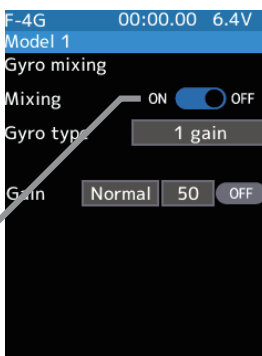 F-4G 00:00.00 6.4V
Model 1
Gyro mixing
Mixing ON OFF
Gyro type 1 gain
Gain Normal 50 OFF